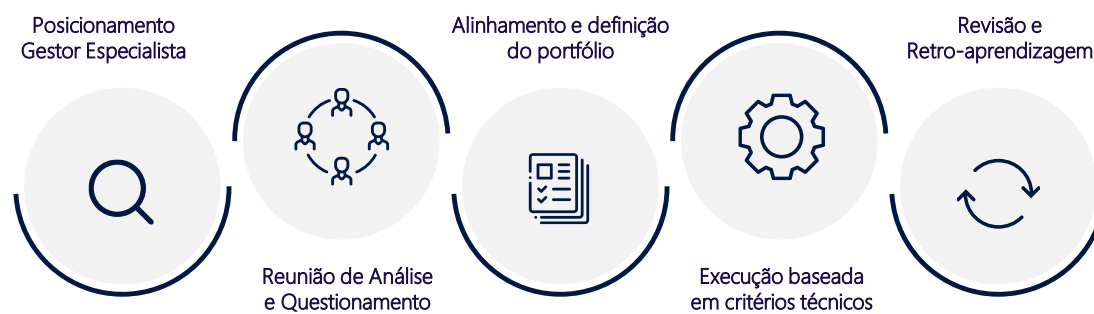 Posicionamento
Gestor Especialista
Reunião de Análise
e Questionamento
Alinhamento e definição
do portfólio
Execução baseada
em critérios técnicos
Revisão e
Retro-aprendizagem